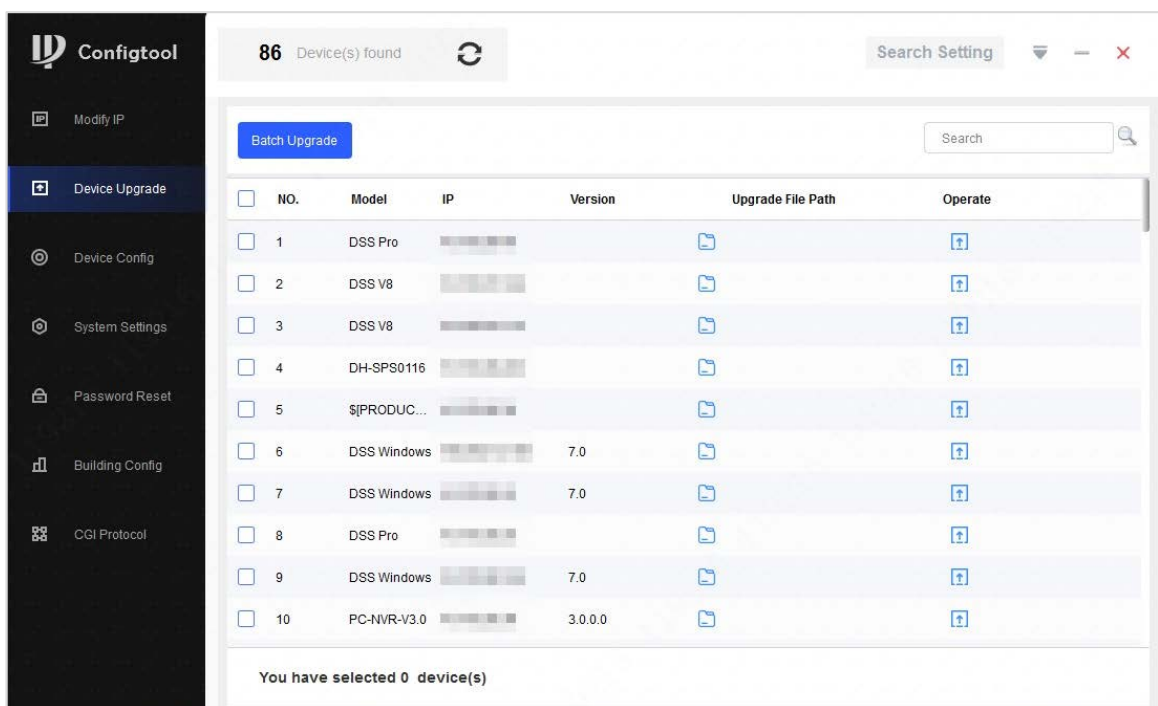 IP Configtool
86 Device(s) found
Search Setting
Modify IP
Device Upgrade
Device Config
System Settings
Password Reset
Building Config
CGI Protocol
Batch Upgrade
Search
NO. Model IP Version Upgrade File Path Operate
1 DSS Pro
2 DSS V8
3 DSS V8
4 DH-SPS0116
5 $[PRODUC...
6 DSS Windows 7.0
7 DSS Windows 7.0
8 DSS Pro
9 DSS Windows 7.0
10 PC-NVR-V3.0 3.0.0.0
You have selected 0 device(s)